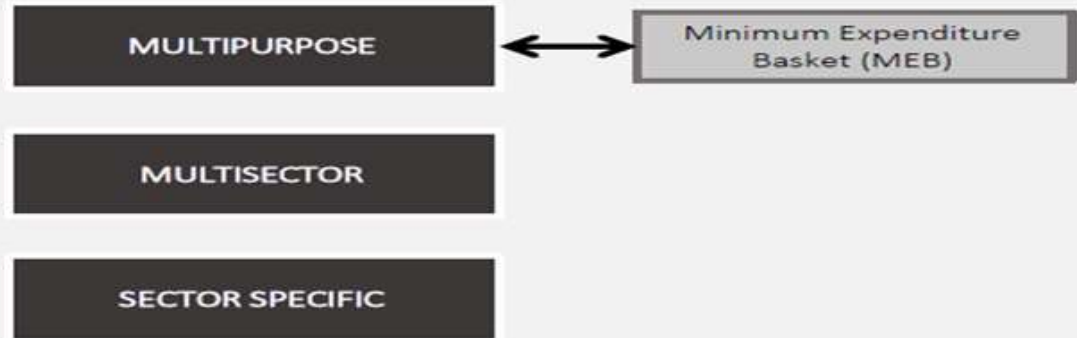 MULTIPURPOSE
Minimum Expenditure
Basket (MEB)
MULTISECTOR
SECTOR SPECIFIC